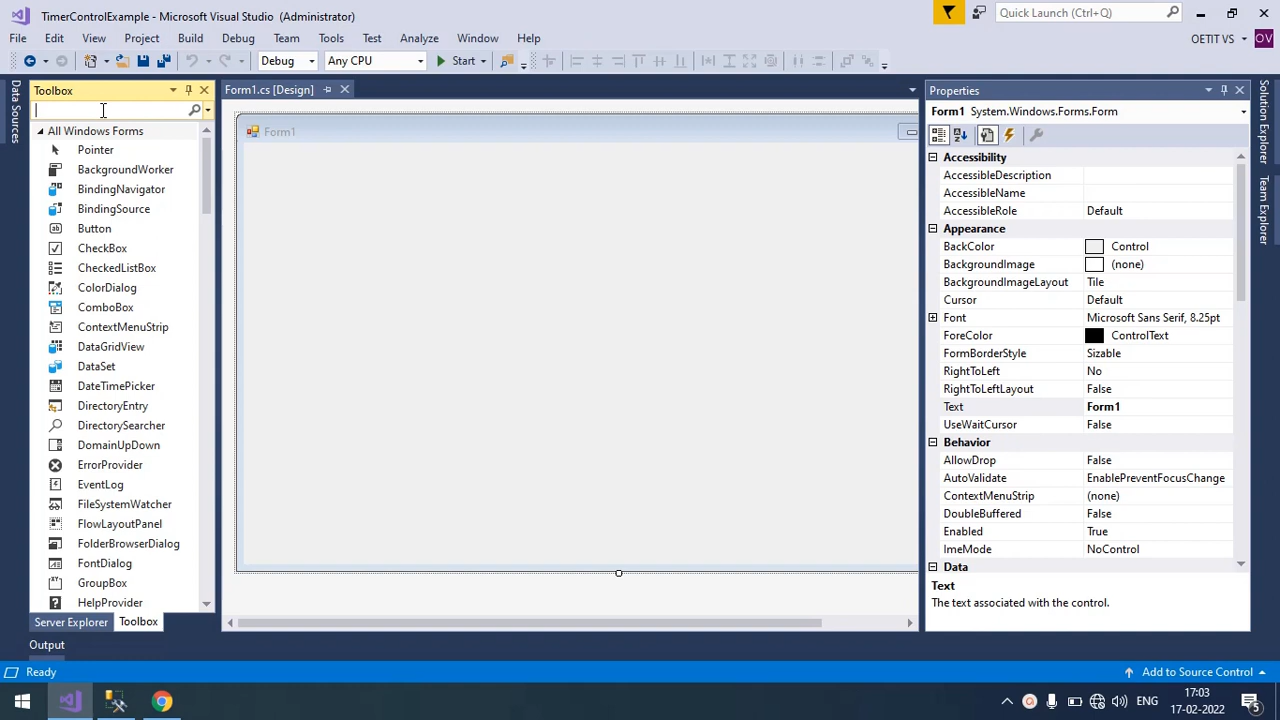 TimerControlExample - Microsoft Visual Studio (Administrator)
Quick Launch (Ctrl+Q)
File Edit View Project Build Debug Team Tools Test Analyze Window Help
OETIT VS OV
Debug Any CPU Start
Data Sources
Toolbox
All Windows Forms
Pointer
BackgroundWorker
BindingNavigator
BindingSource
Button
CheckBox
CheckedListBox
ColorDialog
ComboBox
ContextMenuStrip
DataGridView
DataSet
DateTimePicker
DirectoryEntry
DirectorySearcher
DomainUpDown
ErrorProvider
EventLog
FileSystemWatcher
FlowLayoutPanel
FolderBrowserDialog
FontDialog
GroupBox
HelpProvider
Server Explorer Toolbox
Form1.cs [Design]
Form1
Properties
Form1 System.Windows.Forms.Form
Accessibility
AccessibleDescription
AccessibleName
AccessibleRole Default
Appearance
BackColor Control
BackgroundImage (none)
BackgroundImageLayout Tile
Cursor Default
Font Microsoft Sans Serif, 8.25pt
ForeColor ControlText
FormBorderStyle Sizable
RightToLeft No
RightToLeftLayout False
Text Form1
UseWaitCursor False
Behavior
AllowDrop False
AutoValidate EnablePreventFocusChange
ContextMenuStrip (none)
DoubleBuffered False
Enabled True
ImeMode NoControl
Data
Text
The text associated with the control.
Solution Explorer
Team Explorer
Output
Ready
Add to Source Control
ENG
17:03
17-02-2022
5